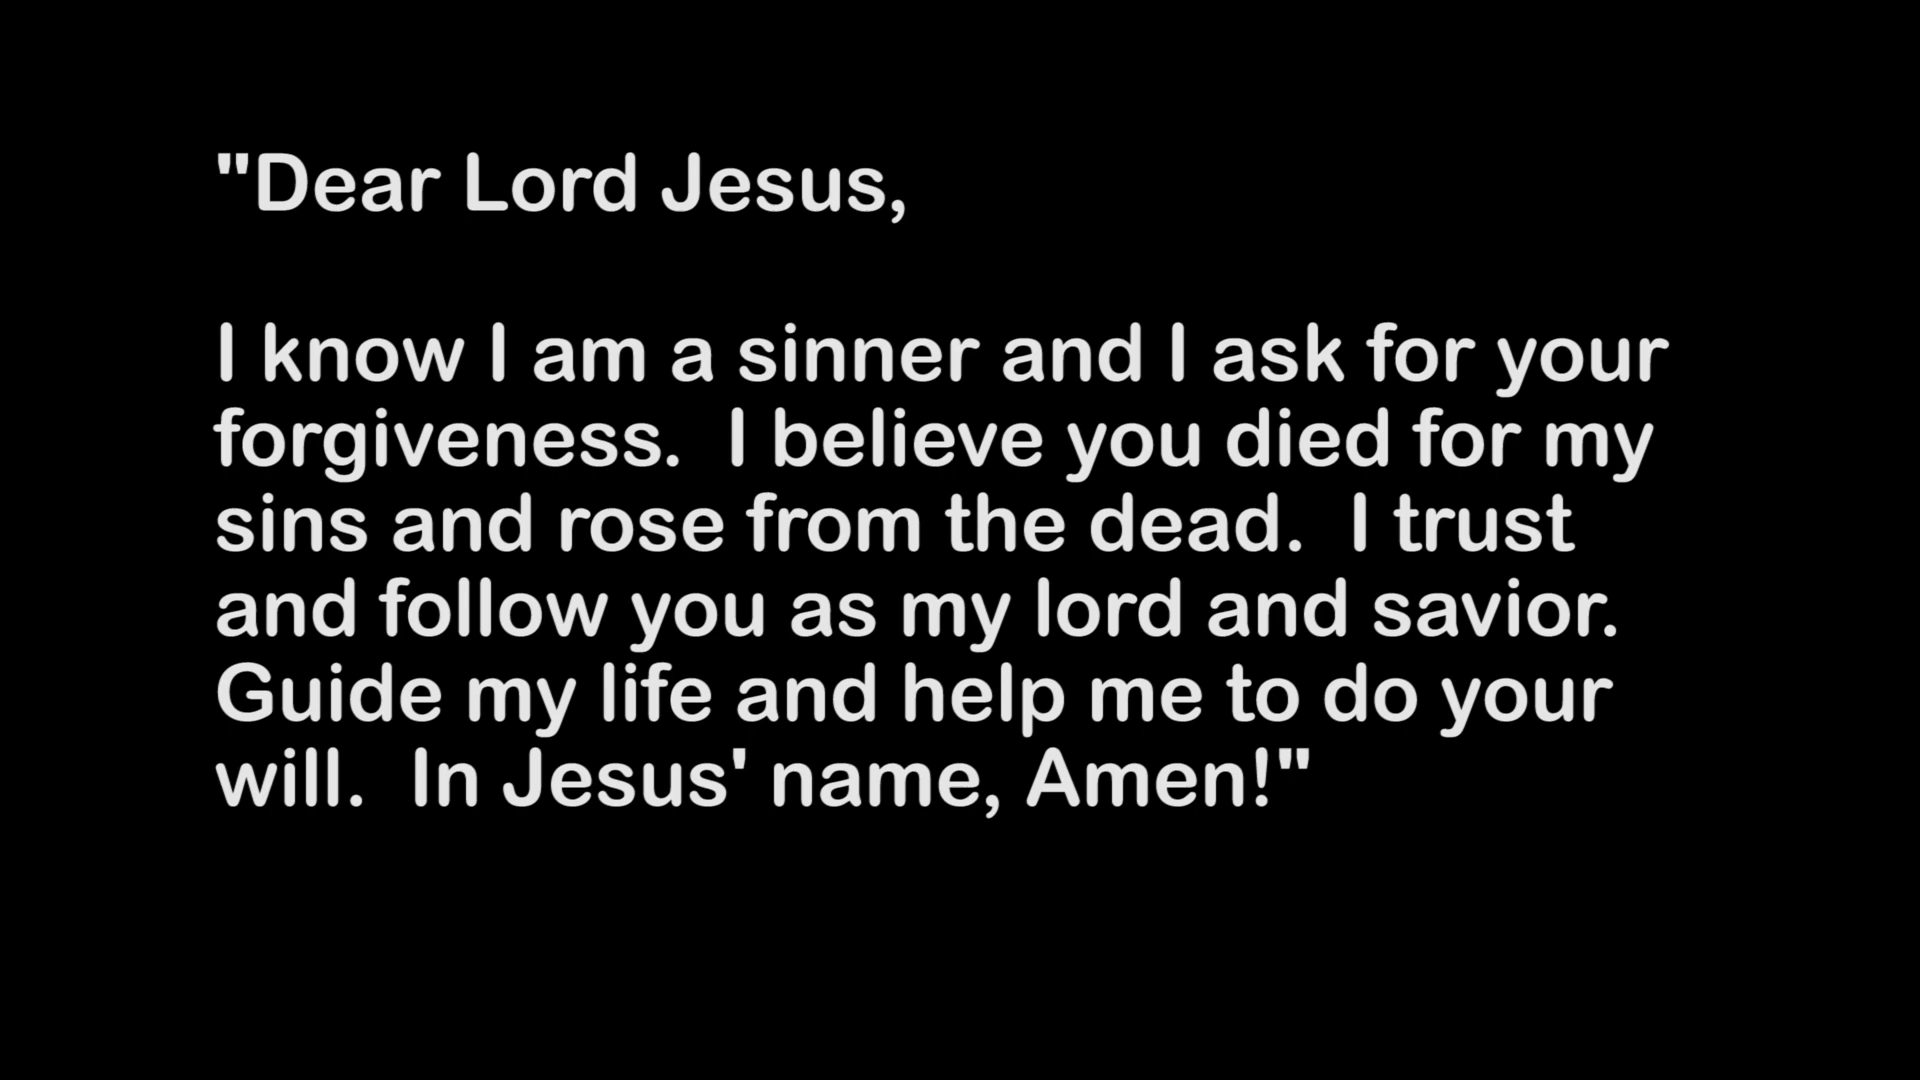 "Dear Lord Jesus,
I know I am a sinner and I ask for your
forgiveness.  I believe you died for my
sins and rose from the dead.  I trust
and follow you as my lord and savior.
Guide my life and help me to do your
will.  In Jesus' name, Amen!"